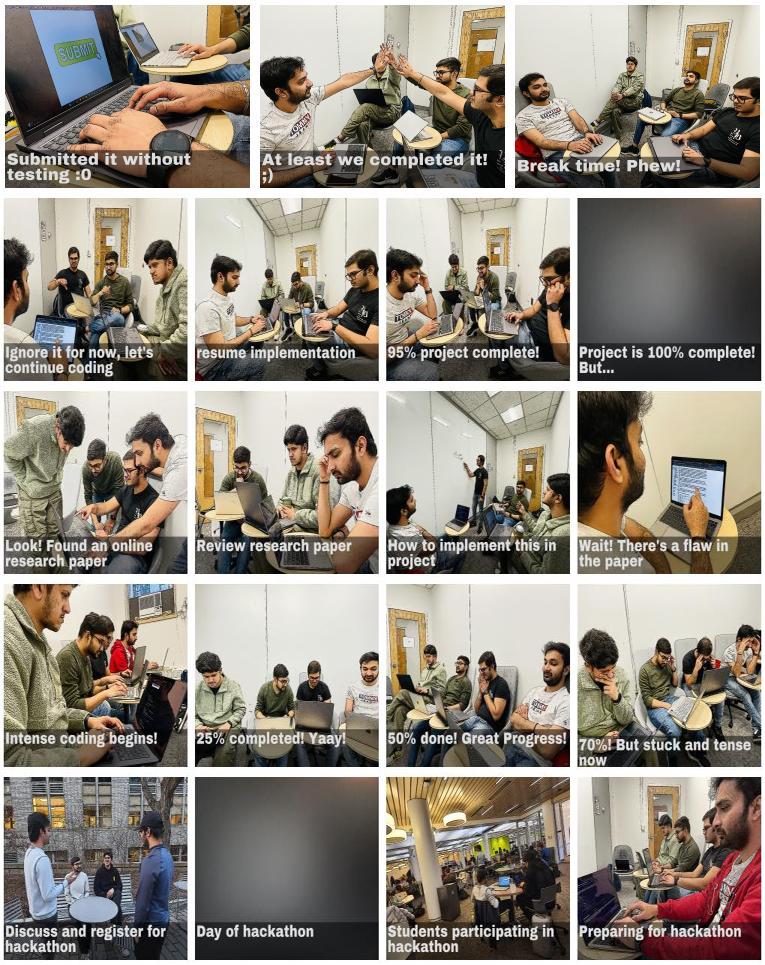 SUBMIT
Submitted it without
testing :0
At least we completed it!
;)
Break time! Phew!
Ignore it for now, let's
continue coding
resume implementation
95% project complete!
Project is 100% complete!
But...
Look! Found an online
research paper
Review research paper
How to implement this in
project
Wait! There's a flaw in
the paper
Intense coding begins!
25% completed! Yaay!
50% done! Great Progress!
70%! But stuck and tense
now
Discuss and register for
hackathon
Day of hackathon
Students participating in
hackathon
Preparing for hackathon